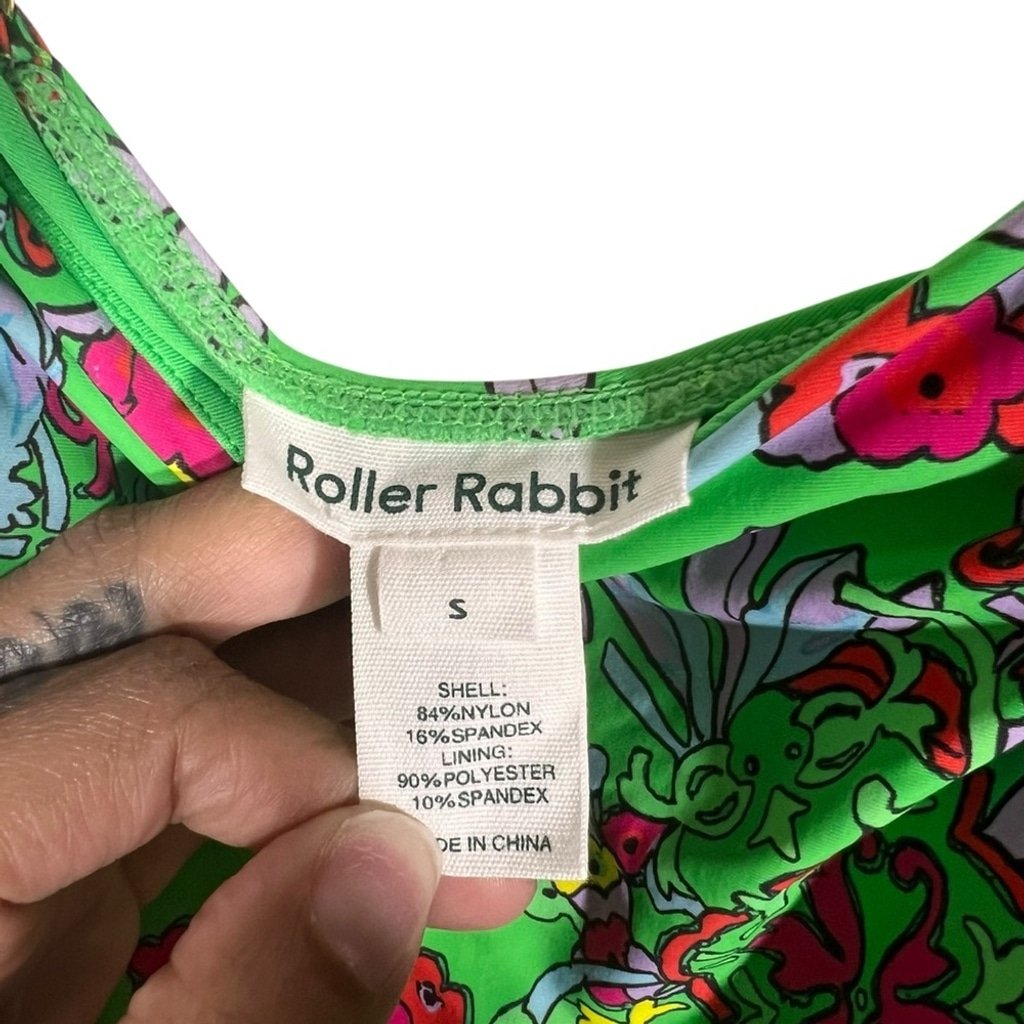 Roller Rabbit
S
SHELL:
84%NYLON
16%SPANDEX
LINING:
90%POLYESTER
10%SPANDEX
DE IN CHINA